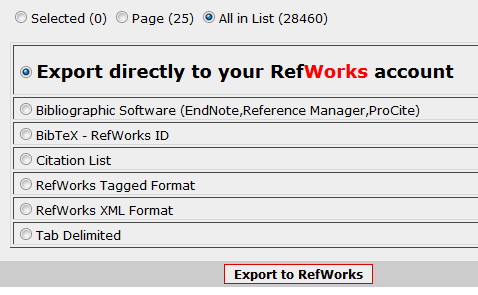 Selected (0) Page (25) All in List (28460)
Export directly to your RefWorks account
Bibliographic Software (EndNote,Reference Manager,ProCite)
BibTeX - RefWorks ID
Citation List
RefWorks Tagged Format
RefWorks XML Format
Tab Delimited
Export to RefWorks